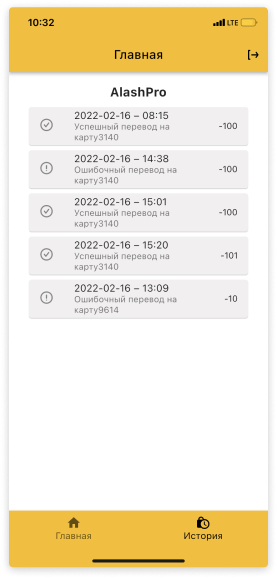 10:32 LTE
Главная
AlashPro
2022-02-16 – 08:15
Успешный перевод на
карту3140
-100
2022-02-16 – 14:38
Ошибочный перевод на
карту3140
-100
2022-02-16 – 15:01
Успешный перевод на
карту3140
-100
2022-02-16 – 15:20
Успешный перевод на
карту3140
-101
2022-02-16 – 13:09
Ошибочный перевод на
карту9614
-10
Главная История